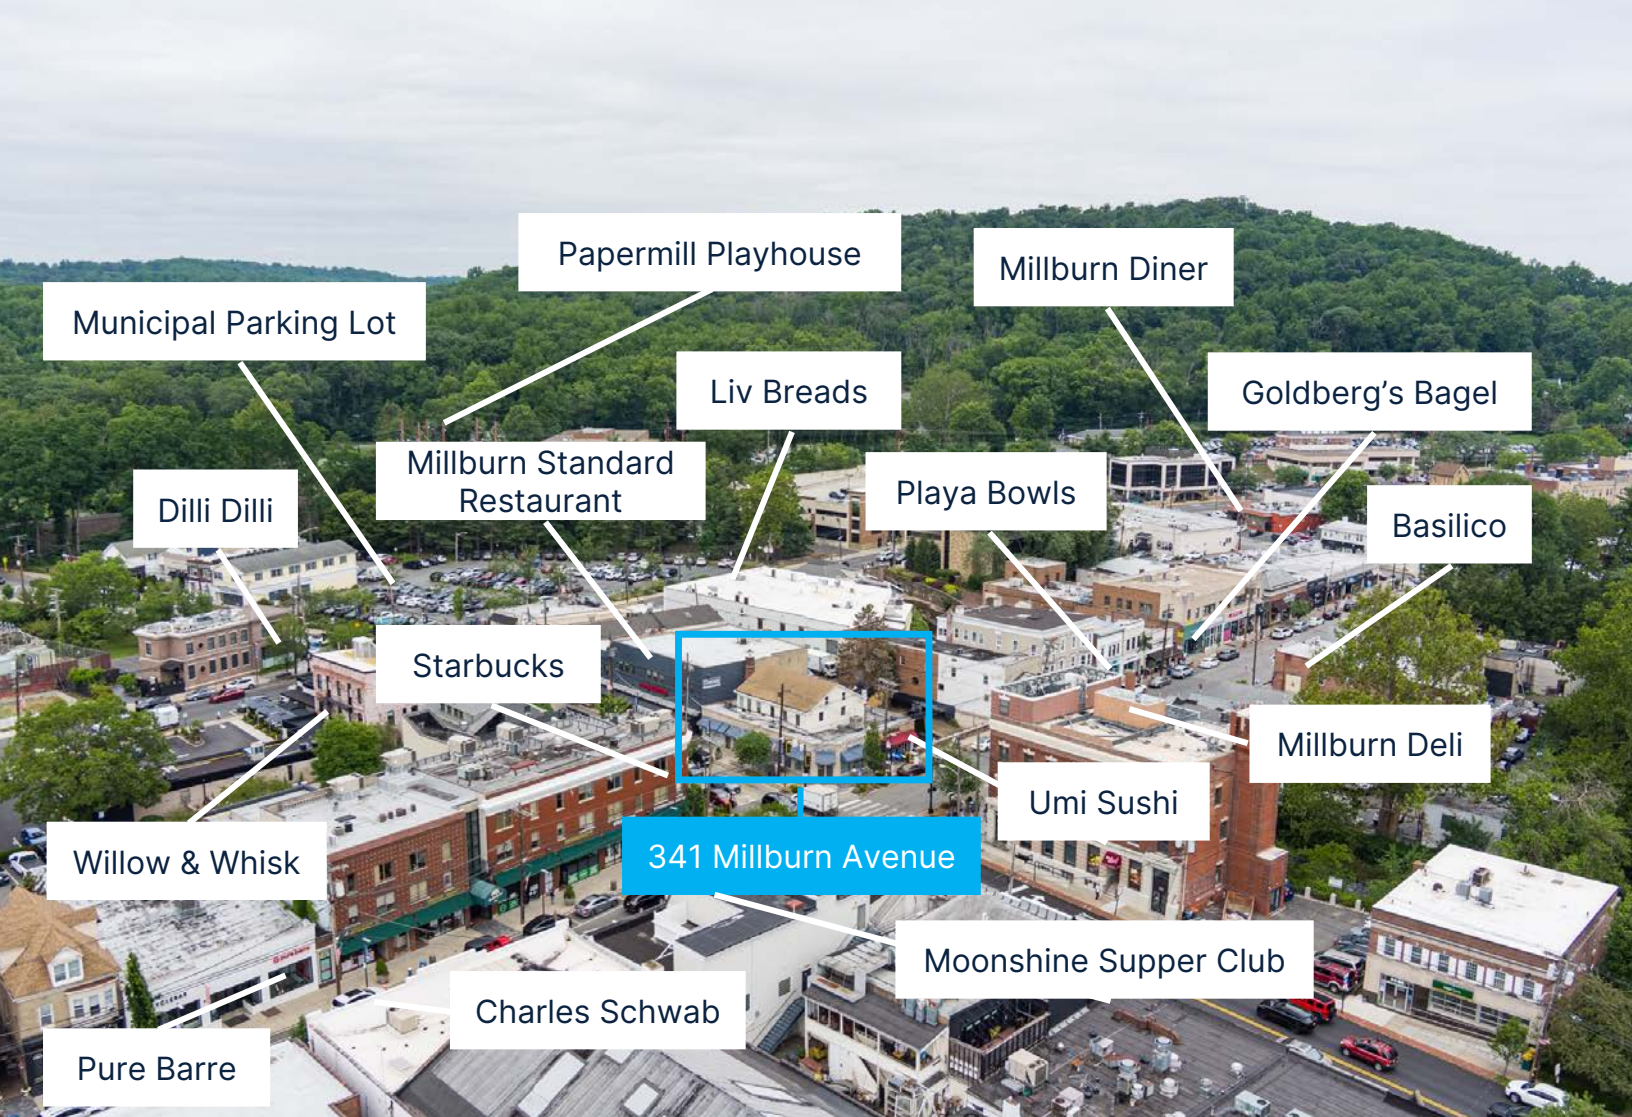 Papermill Playhouse
Millburn Diner
Municipal Parking Lot
Liv Breads
Goldberg’s Bagel
Millburn Standard
Restaurant
Playa Bowls
Dilli Dilli
Basilico
Starbucks
Millburn Deli
Umi Sushi
341 Millburn Avenue
Willow & Whisk
Moonshine Supper Club
Charles Schwab
Pure Barre